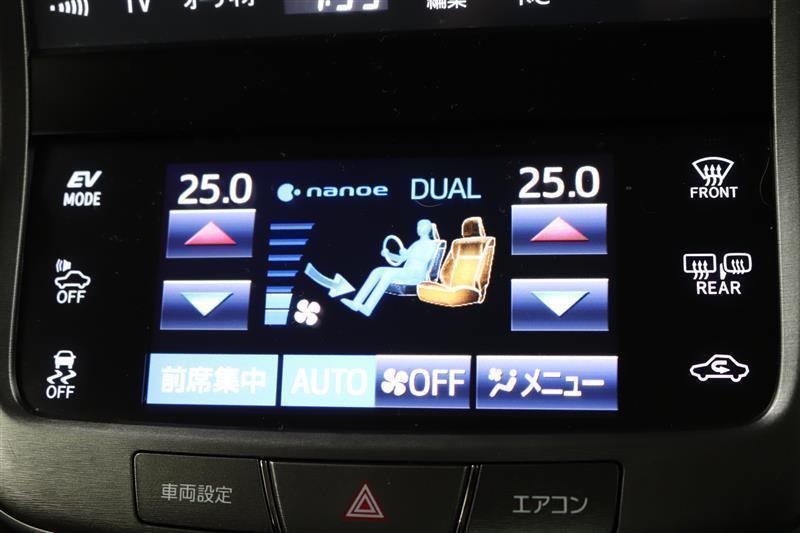 TV
EV
MODE
25.0
nanoe
DUAL
25.0
FRONT
OFF
REAR
OFF
前席集中
AUTO
OFF
メニュー
車両設定
エアコン